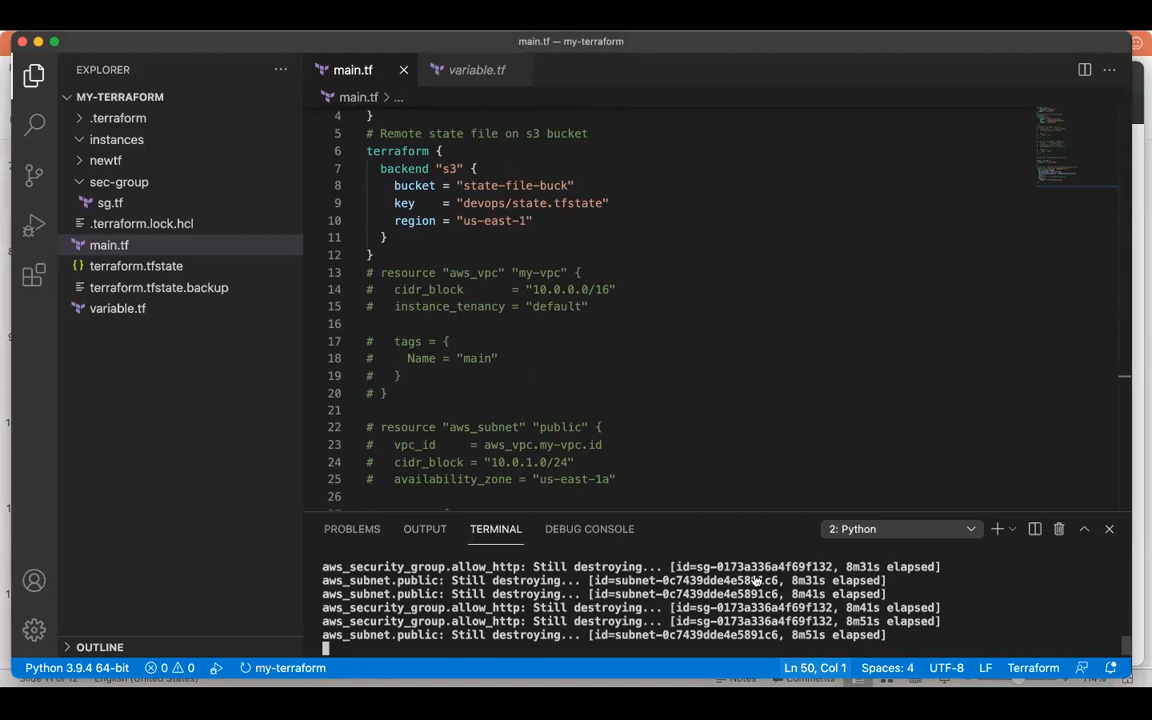 main.tf — my-terraform
EXPLORER
MY-TERRAFORM
.terraform
instances
newtf
sec-group
sg.tf
.terraform.lock.hcl
main.tf
terraform.tfstate
terraform.tfstate.backup
variable.tf
OUTLINE
main.tf
variable.tf
main.tf > ...
4 }
5 # Remote state file on s3 bucket
6 terraform {
7 backend "s3" {
8 bucket = "state-file-buck"
9 key = "devops/state.tfstate"
10 region = "us-east-1"
11 }
12 }
13 # resource "aws_vpc" "my-vpc" {
14 # cidr_block = "10.0.0.0/16"
15 # instance_tenancy = "default"
16
17 # tags = {
18 # Name = "main"
19 # }
20 # }
21
22 # resource "aws_subnet" "public" {
23 # vpc_id = aws_vpc.my-vpc.id
24 # cidr_block = "10.0.1.0/24"
25 # availability_zone = "us-east-1a"
26
PROBLEMS OUTPUT TERMINAL DEBUG CONSOLE 2: Python
aws_security_group.allow_http: Still destroying... [id=sg-0173a336a4f69f132, 8m31s elapsed]
aws_subnet.public: Still destroying... [id=subnet-0c7439dde4e5891c6, 8m31s elapsed]
aws_subnet.public: Still destroying... [id=subnet-0c7439dde4e5891c6, 8m41s elapsed]
aws_security_group.allow_http: Still destroying... [id=sg-0173a336a4f69f132, 8m41s elapsed]
aws_security_group.allow_http: Still destroying... [id=sg-0173a336a4f69f132, 8m51s elapsed]
aws_subnet.public: Still destroying... [id=subnet-0c7439dde4e5891c6, 8m51s elapsed]
Python 3.9.4 64-bit 0 0 my-terraform Ln 50, Col 1 Spaces: 4 UTF-8 LF Terraform